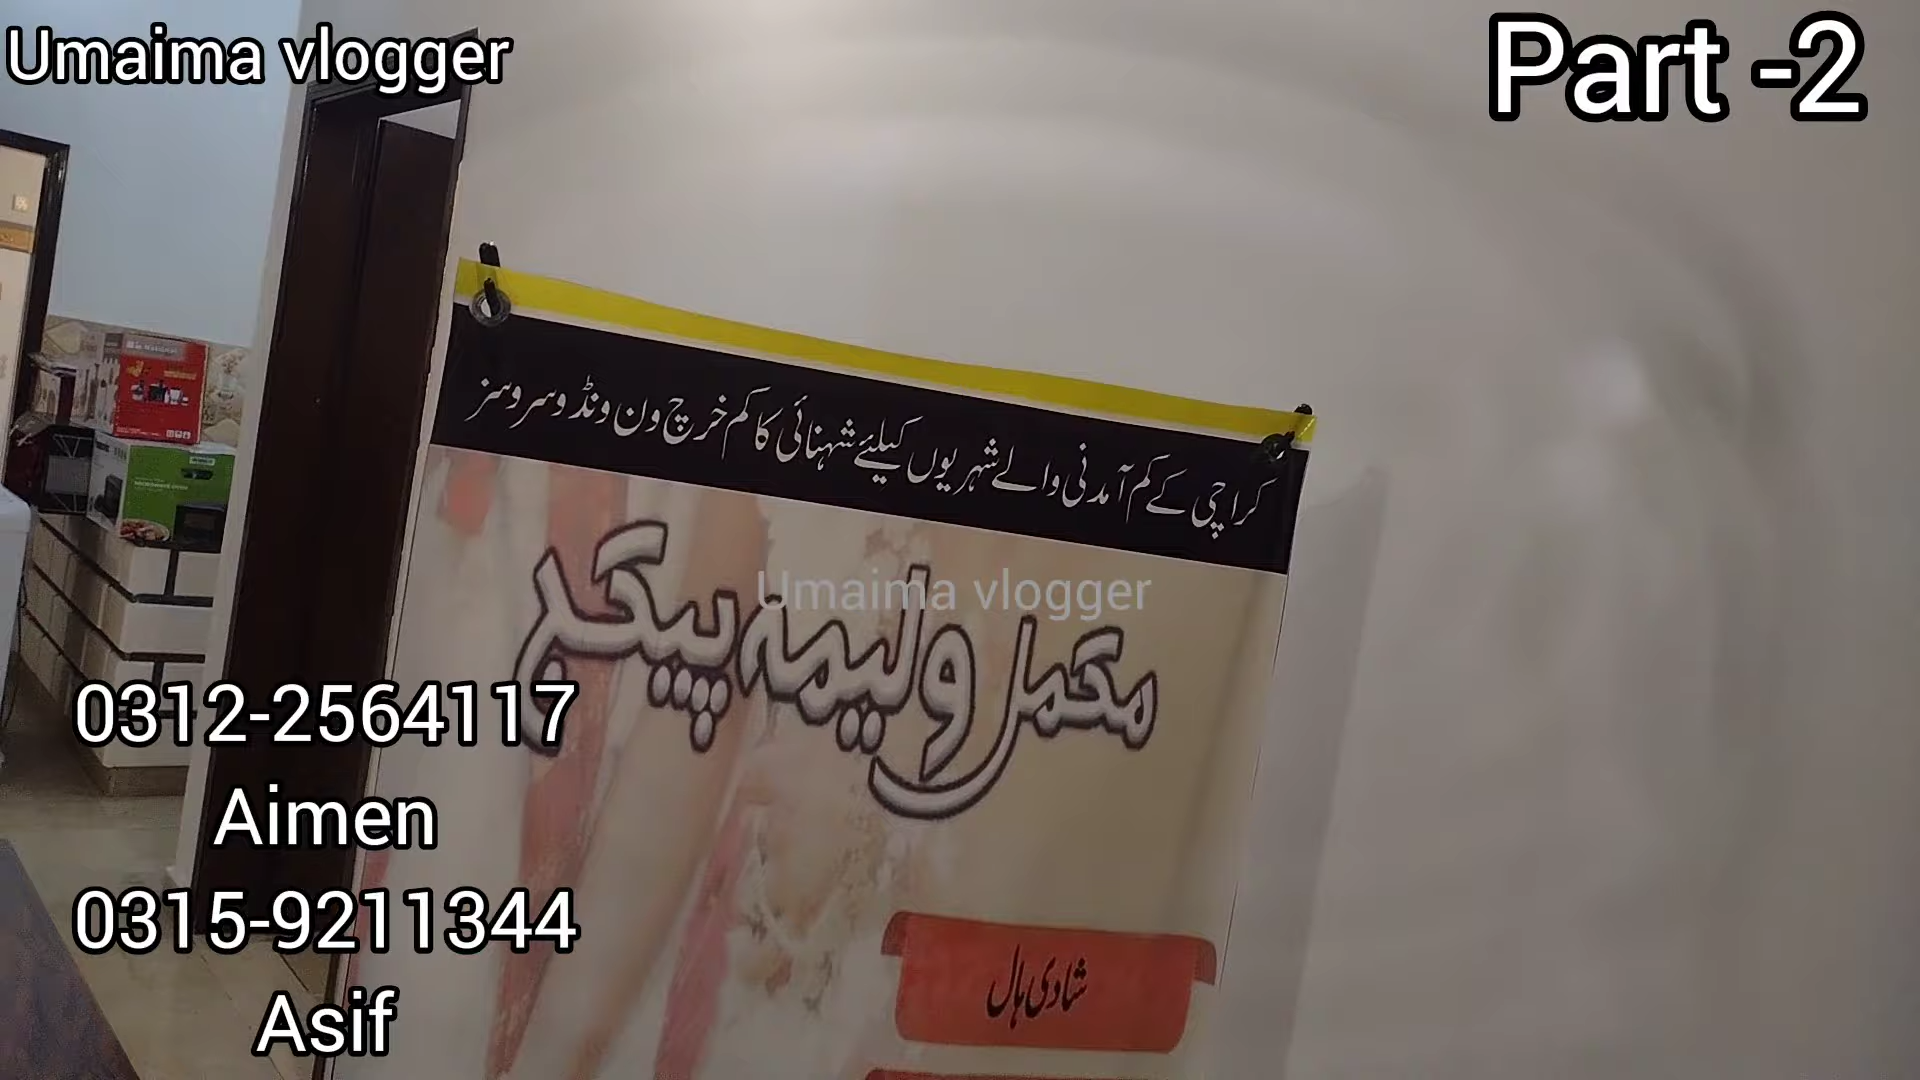 Umaima vlogger
Part -2
کراچی کے کم آمدنی والے شہریوں کیلئے شہنائی کا کم خرچ ون ونڈو سروسز
مکمل ولیمہ پیکج
Umaima vlogger
شادی ہال
0312-2564117
Aimen
0315-9211344
Asif